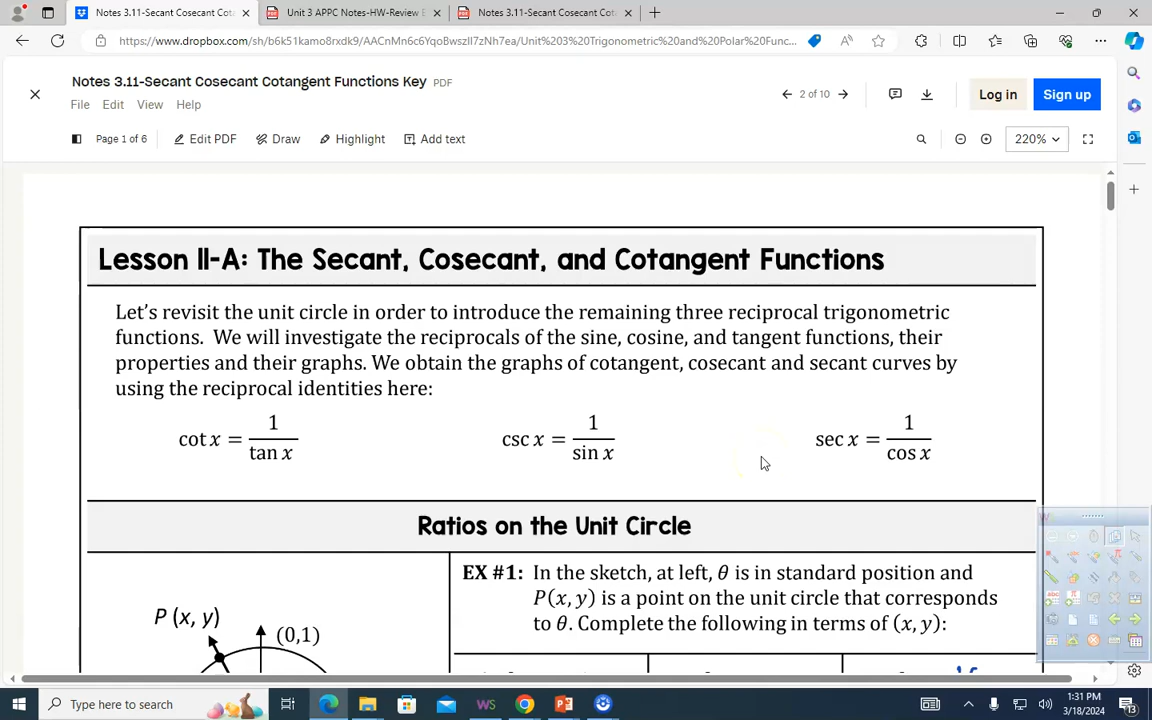 Notes 3.11-Secant Cosecant Cot
Unit 3 APPC Notes-HW-Review E
Notes 3.11-Secant Cosecant Cot
https://www.dropbox.com/sh/b6k51kamo8rxdk9/AACnMn6c6YqoBwszIl7zNh7ea/Unit%203%20Trigonometric%20and%20Polar%20Func...
Notes 3.11-Secant Cosecant Cotangent Functions Key PDF
File Edit View Help
2 of 10
Log in
Sign up
Page 1 of 6
Edit PDF
Draw
Highlight
Add text
220%
Lesson 11-A: The Secant, Cosecant, and Cotangent Functions
Let's revisit the unit circle in order to introduce the remaining three reciprocal trigonometric
functions. We will investigate the reciprocals of the sine, cosine, and tangent functions, their
properties and their graphs. We obtain the graphs of cotangent, cosecant and secant curves by
using the reciprocal identities here:
cot x = 1/tan x
csc x = 1/sin x
sec x = 1/cos x
Ratios on the Unit Circle
EX #1: In the sketch, at left, θ is in standard position and
P(x, y) is a point on the unit circle that corresponds
to θ. Complete the following in terms of (x, y):
P (x, y)
(0,1)
Type here to search
1:31 PM
3/18/2024
13